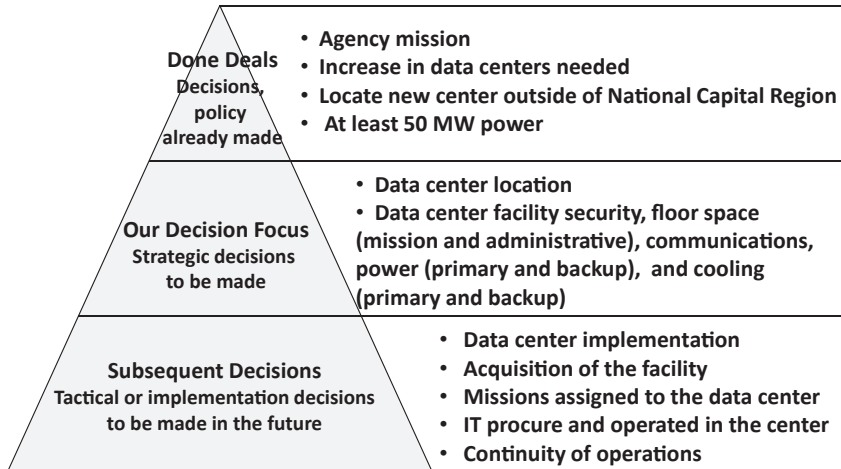 Done Deals
Decisions,
policy
already made
• Agency mission
• Increase in data centers needed
• Locate new center outside of National Capital Region
• At least 50 MW power
Our Decision Focus
Strategic decisions
to be made
• Data center location
• Data center facility security, floor space
(mission and administrative), communications,
power (primary and backup), and cooling
(primary and backup)
Subsequent Decisions
Tactical or implementation decisions
to be made in the future
• Data center implementation
• Acquisition of the facility
• Missions assigned to the data center
• IT procure and operated in the center
• Continuity of operations